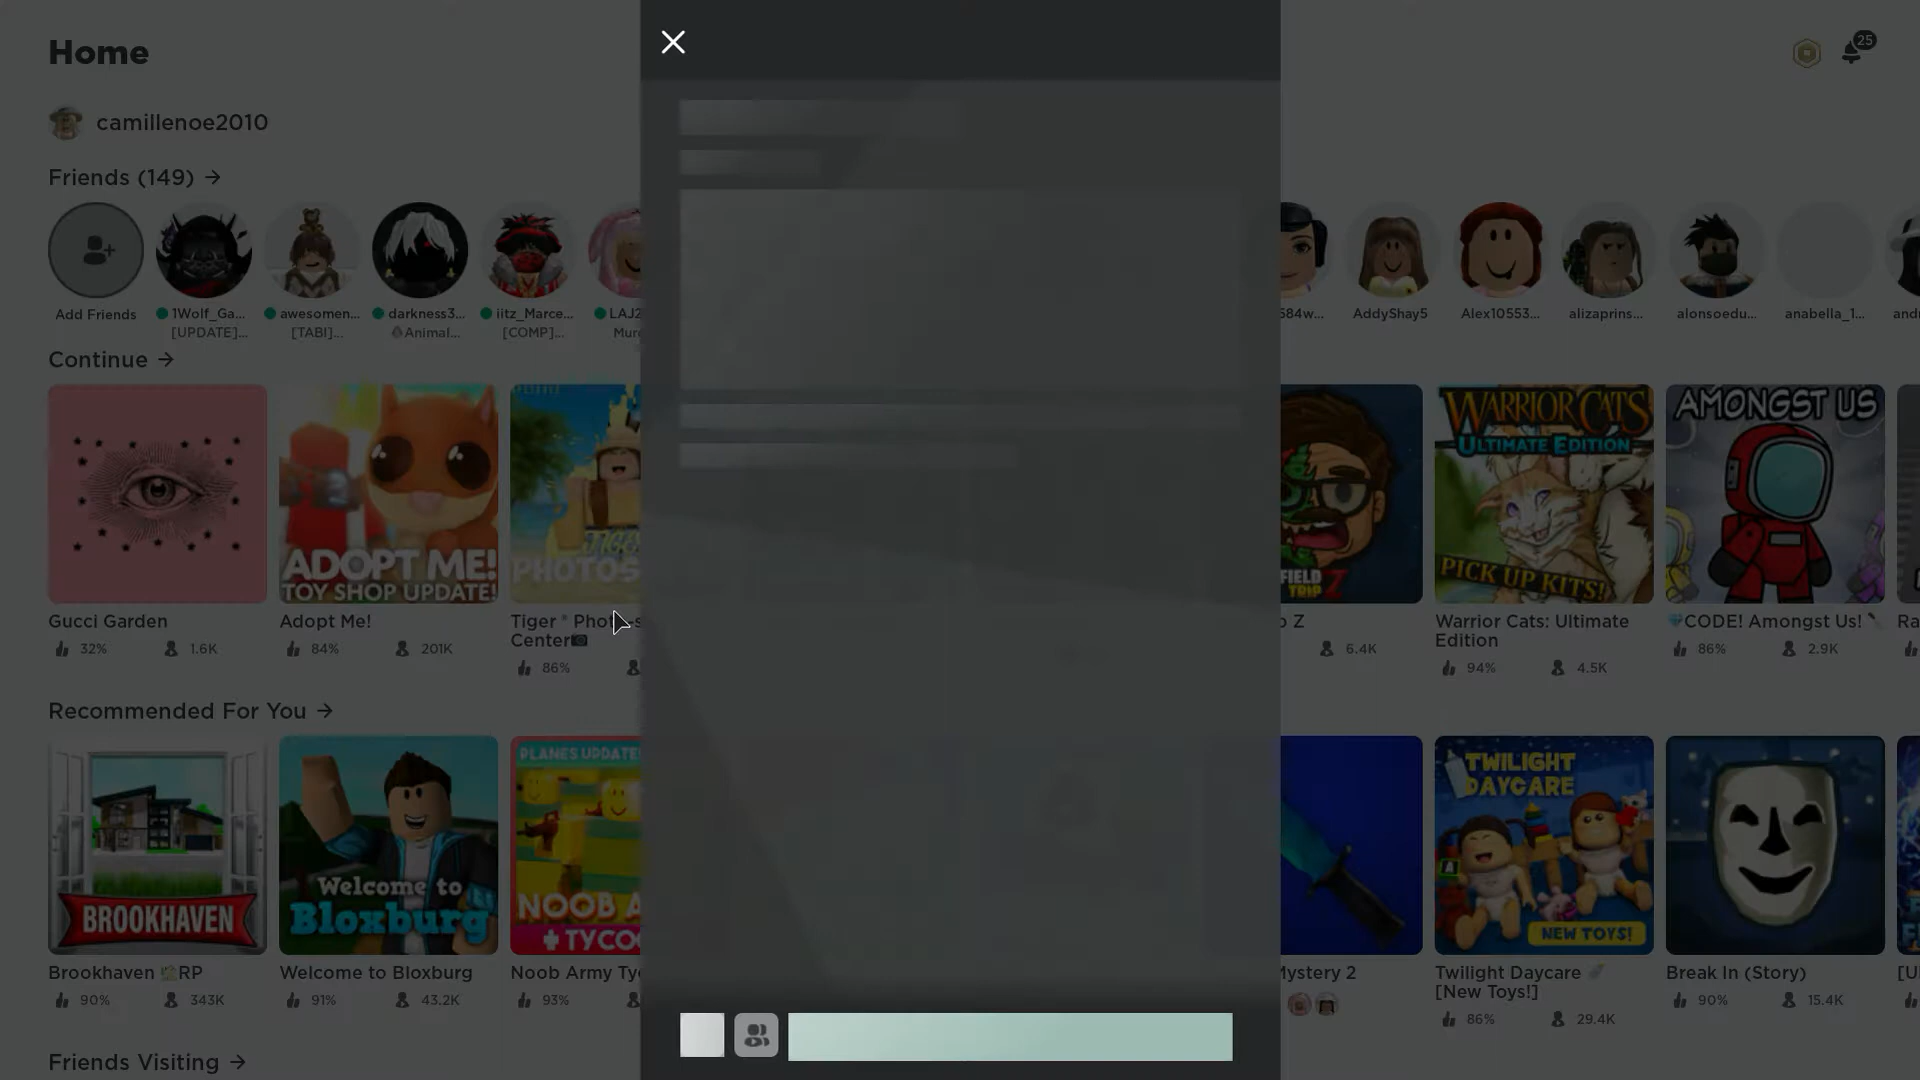 Home
25
camillenoe2010
Friends (149) →
Add Friends
1Wolf_Ga...
[UPDATE]...
awesomen...
[TABI]...
darkness3...
Animal...
iitz_Marce...
[COMP]...
584w...
AddyShay5
Alex10553...
alizaprins...
alonsoedu...
anabella_1...
Continue →
ADOPT ME!
TOY SHOP UPDATE!
FIELD
TRIP Z
WARRIOR CATS
ULTIMATE EDITION
PICK UP KITS!
AMONGST US
Gucci Garden
32% 1.6K
Adopt Me!
84% 201K
Center
86%
Z
6.4K
Warrior Cats: Ultimate
Edition
94% 4.5K
CODE! Amongst Us!
86% 2.9K
Recommended For You →
BROOKHAVEN
Welcome to
Bloxburg
PLANES UPDATE
NOOB
TWILIGHT
DAYCARE
NEW TOYS!
Brookhaven RP
90% 343K
Welcome to Bloxburg
91% 43.2K
Noob Army
93%
Mystery 2
Twilight Daycare
[New Toys!]
86% 29.4K
Break In (Story)
90% 15.4K
Friends Visiting →